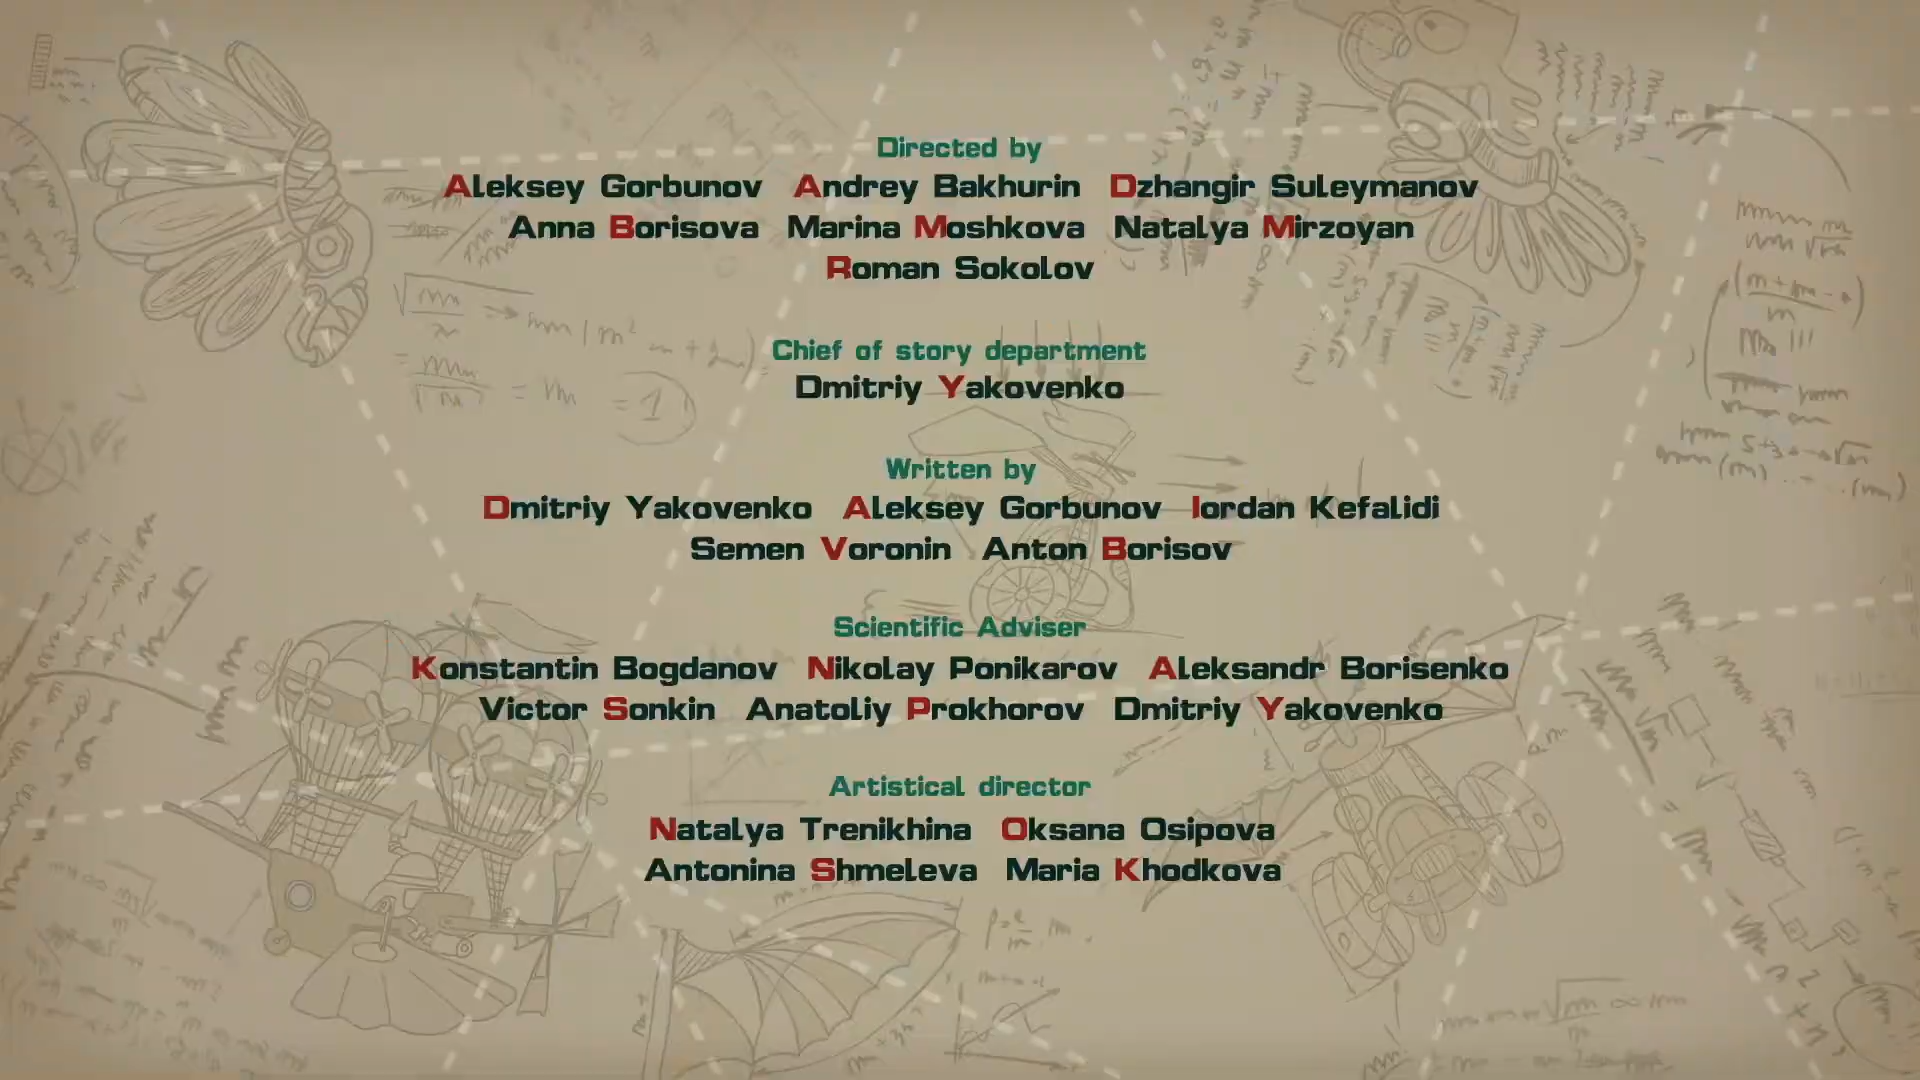 Directed by
Aleksey Gorbunov Andrey Bakhurin Dzhangir Suleymanov
Anna Borisova Marina Moshkova Natalya Mirzoyan
Roman Sokolov
Chief of story department
Dmitriy Yakovenko
Written by
Dmitriy Yakovenko Aleksey Gorbunov Iordan Kefalidi
Semen Voronin Anton Borisov
Scientific Adviser
Konstantin Bogdanov Nikolay Ponikarov Aleksandr Borisenko
Victor Sonkin Anatoliy Prokhorov Dmitriy Yakovenko
Artistical director
Natalya Trenikhina Oksana Osipova
Antonina Shmeleva Maria Khodkova